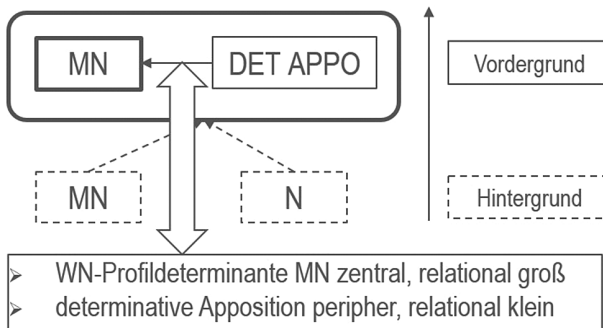 MN DET APPO Vordergrund
MN N Hintergrund
➢ WN-Profildeterminante MN zentral, relational groß
➢ determinative Apposition peripher, relational klein